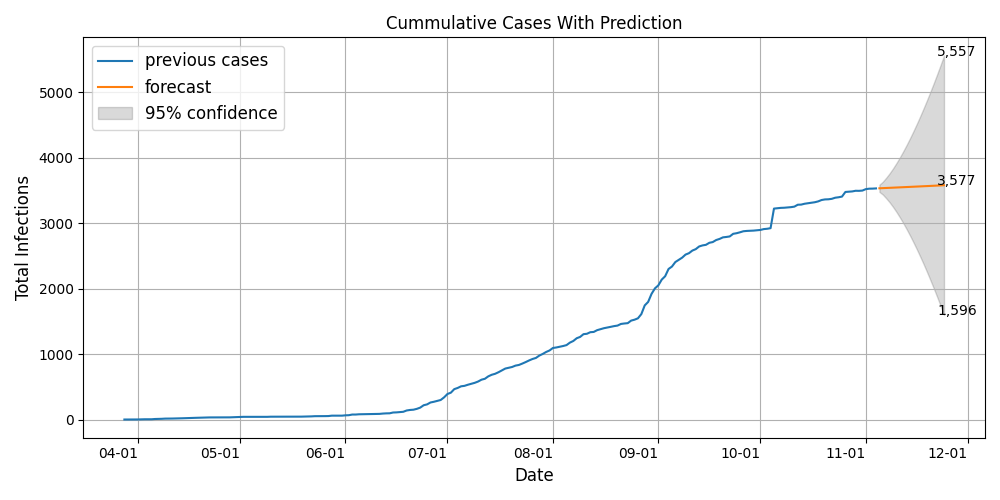 Cummulative Cases With Prediction
previous cases
forecast
95% confidence
5,557
3,577
1,596
Total Infections
5000
4000
3000
2000
1000
0
04-01 05-01 06-01 07-01 08-01 09-01 10-01 11-01 12-01
Date